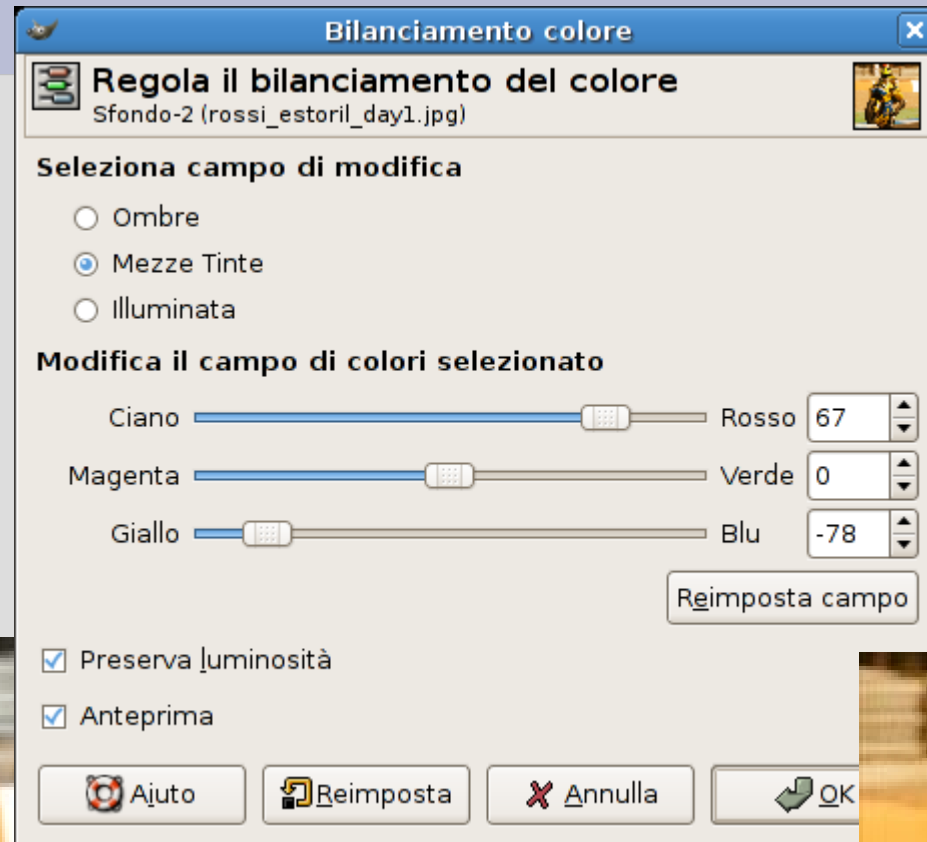 Bilanciamento colore
Regola il bilanciamento del colore
Sfondo-2 (rossi_estoril_day1.jpg)
Seleziona campo di modifica
Ombre
Mezze Tinte
Illuminata
Modifica il campo di colori selezionato
Ciano Rosso 67
Magenta Verde 0
Giallo Blu -78
Reimposta campo
Preserva luminosità
Anteprima
Aiuto Reimposta Annulla OK